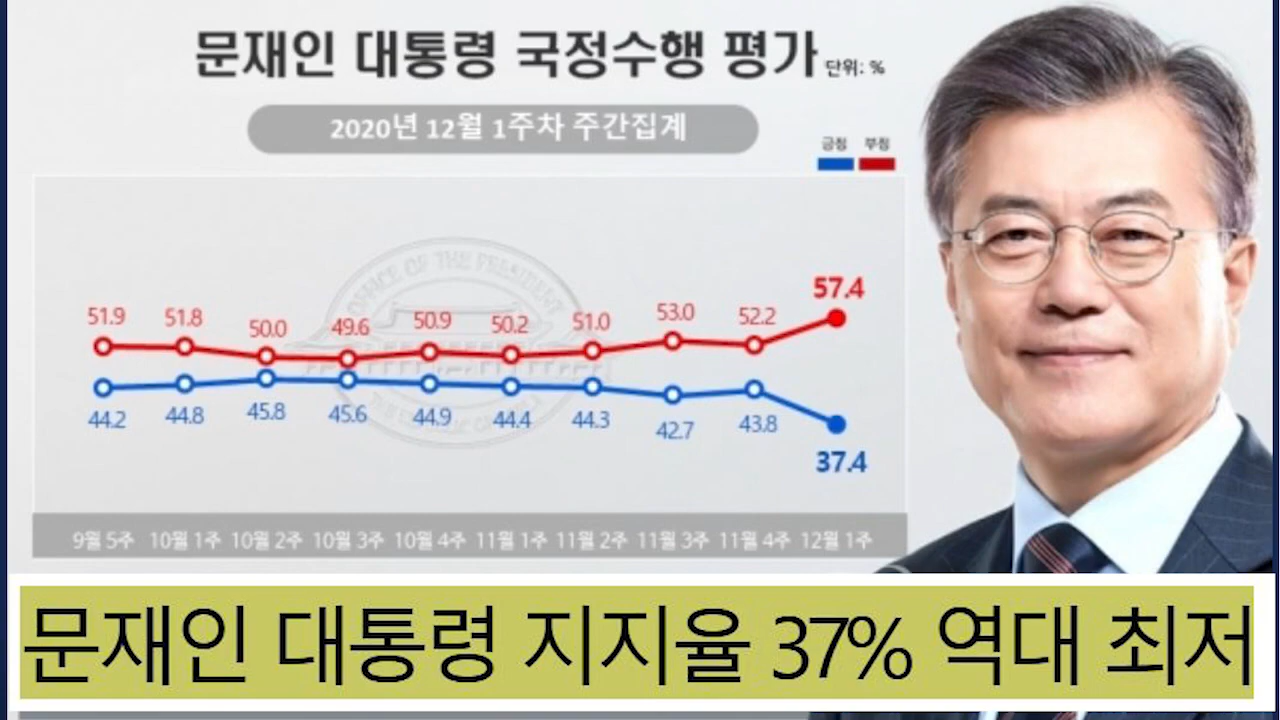 문재인 대통령 국정수행 평가 단위: %
2020년 12월 1주차 주간집계
긍정 부정
OFFICE OF THE PRESIDENT
57.4
51.9 51.8 50.0 49.6 50.9 50.2 51.0 53.0 52.2
44.2 44.8 45.8 45.6 44.9 44.4 44.3 42.7 43.8
37.4
9월 5주 10월 1주 10월 2주 10월 3주 10월 4주 11월 1주 11월 2주 11월 3주 11월 4주 12월 1주
문재인 대통령 지지율 37% 역대 최저